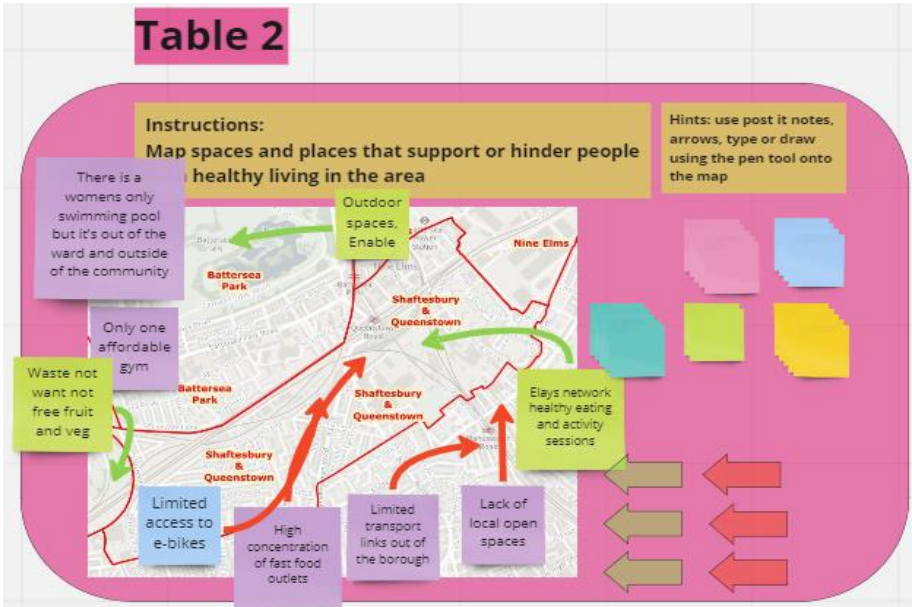 Table 2
Instructions:
Map spaces and places that support or hinder people
healthy living in the area
Hints: use post it notes,
arrows, type or draw
using the pen tool onto
the map
There is a
womens only
swimming pool
but it's out of the
ward and outside
of the community
Outdoor
spaces,
Enable
Nine Elms
Battersea
Park
Nine Elms
Shaftesbury
&
Queenstown
Only one
affordable
gym
Waste not
want not
free fruit
and veg
Battersea
Park
Shaftesbury
&
Queenstown
Elays network
healthy eating
and activity
sessions
Shaftesbury
&
Queenstown
Limited
access to
e-bikes
High
concentration
of fast food
outlets
Limited
transport
links out of
the borough
Lack of
local open
spaces